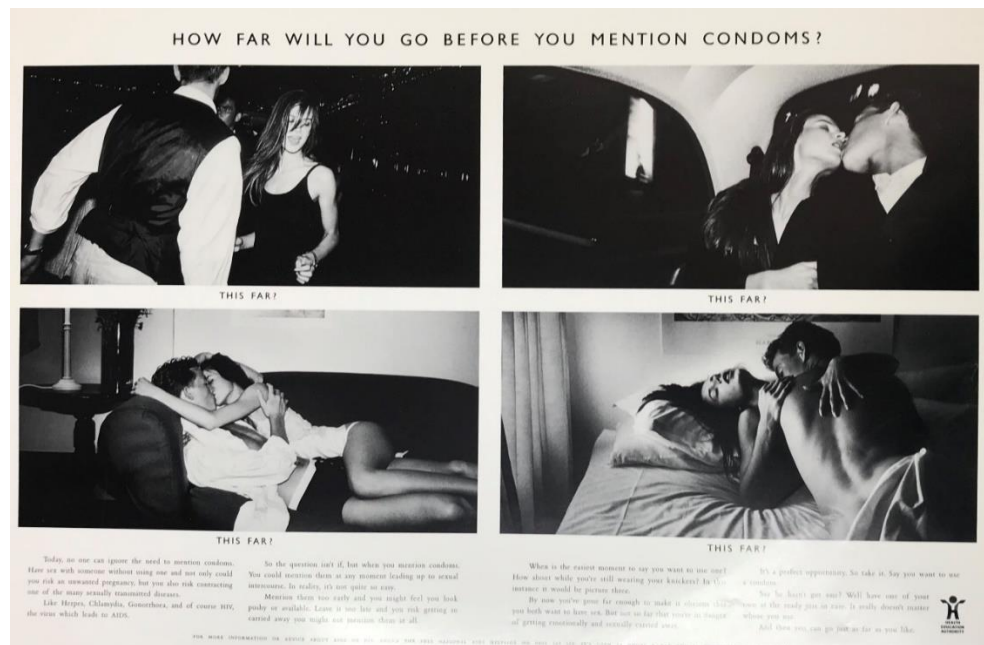 HOW FAR WILL YOU GO BEFORE YOU MENTION CONDOMS?
THIS FAR?
THIS FAR?
THIS FAR?
THIS FAR?
Today, no one can ignore the need to mention condoms.
Have sex with someone without using one and not only could
you risk an unwanted pregnancy, but you also risk contracting
one of the many sexually transmitted diseases.
Like Herpes, Chlamydia, Gonorrhoea, and of course HIV,
the virus which leads to AIDS.
So the question isn't if, but when you mention condoms.
You could mention them at any moment leading up to sexual
intercourse. In reality, it's not quite so easy.
Mention them too early and you might feel you look
pushy or available. Leave it too late and you risk getting so
carried away you might not mention them at all.
When is the easiest moment to say you want to use one?
How about while you're still wearing your knickers? In this
instance it would be picture three.
By now you've gone far enough to make it obvious that
you both want to have sex. But not so far that you're in danger
of getting emotionally and sexually carried away.
It's a perfect opportunity. So take it. Say you want to use
a condom.
got one? Well have one of your
own at the ready just in case. It really doesn't matter
whose you use.
And then you can go just as far as you like.
HEALTH
EDUCATION
AUTHORITY
FOR MORE INFORMATION OR ADVICE ABOUT AIDS